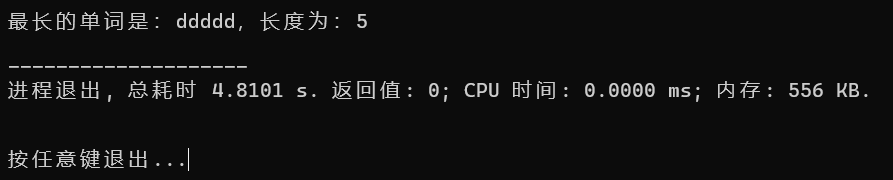 最长的单词是: ddddd, 长度为: 5
--------------------
进程退出, 总耗时 4.8101 s. 返回值: 0; CPU 时间: 0.0000 ms; 内存: 556 KB.
按任意键退出...